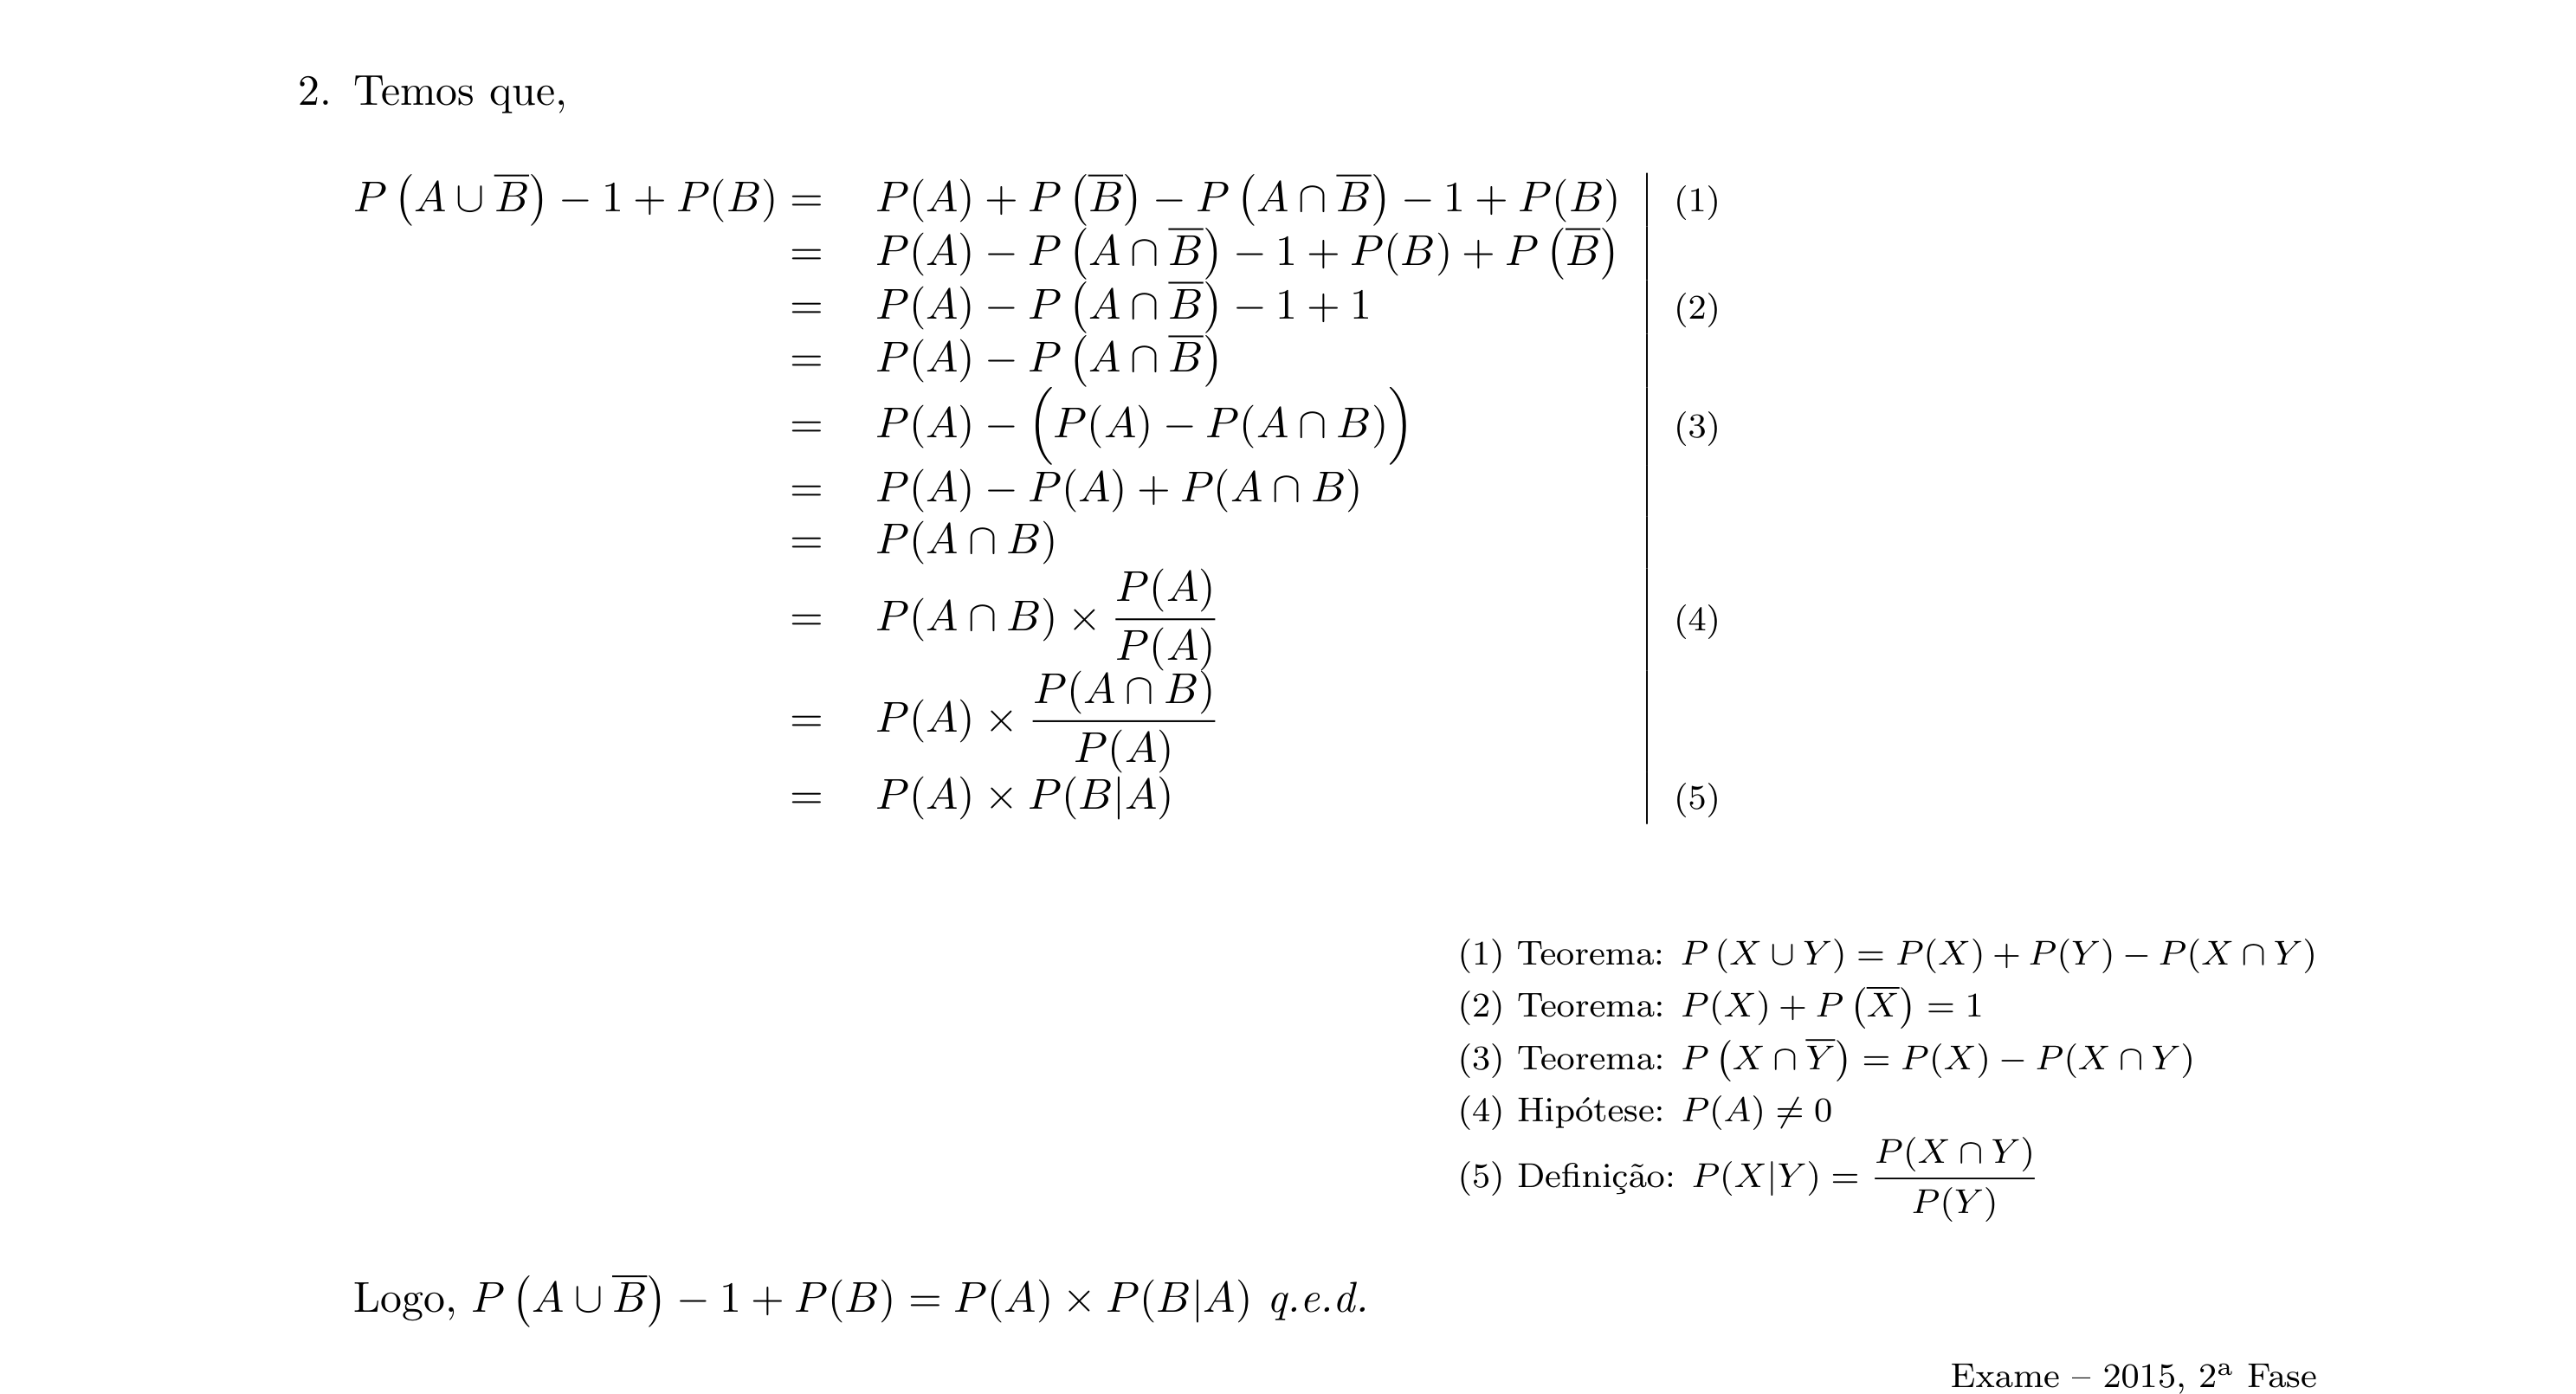 2. Temos que,
P(A ∪ B̅) − 1 + P(B) = P(A) + P(B̅) − P(A ∩ B̅) − 1 + P(B) (1)
= P(A) − P(A ∩ B̅) − 1 + P(B) + P(B̅)
= P(A) − P(A ∩ B̅) − 1 + 1 (2)
= P(A) − P(A ∩ B̅)
= P(A) − (P(A) − P(A ∩ B)) (3)
= P(A) − P(A) + P(A ∩ B)
= P(A ∩ B)
= P(A ∩ B) × P(A)/P(A) (4)
= P(A) × P(A ∩ B)/P(A)
= P(A) × P(B|A) (5)
(1) Teorema: P(X ∪ Y) = P(X) + P(Y) − P(X ∩ Y)
(2) Teorema: P(X) + P(X̅) = 1
(3) Teorema: P(X ∩ Y̅) = P(X) − P(X ∩ Y)
(4) Hipótese: P(A) ≠ 0
(5) Definição: P(X|Y) = P(X ∩ Y)/P(Y)
Logo, P(A ∪ B̅) − 1 + P(B) = P(A) × P(B|A) q.e.d.
Exame – 2015, 2ª Fase